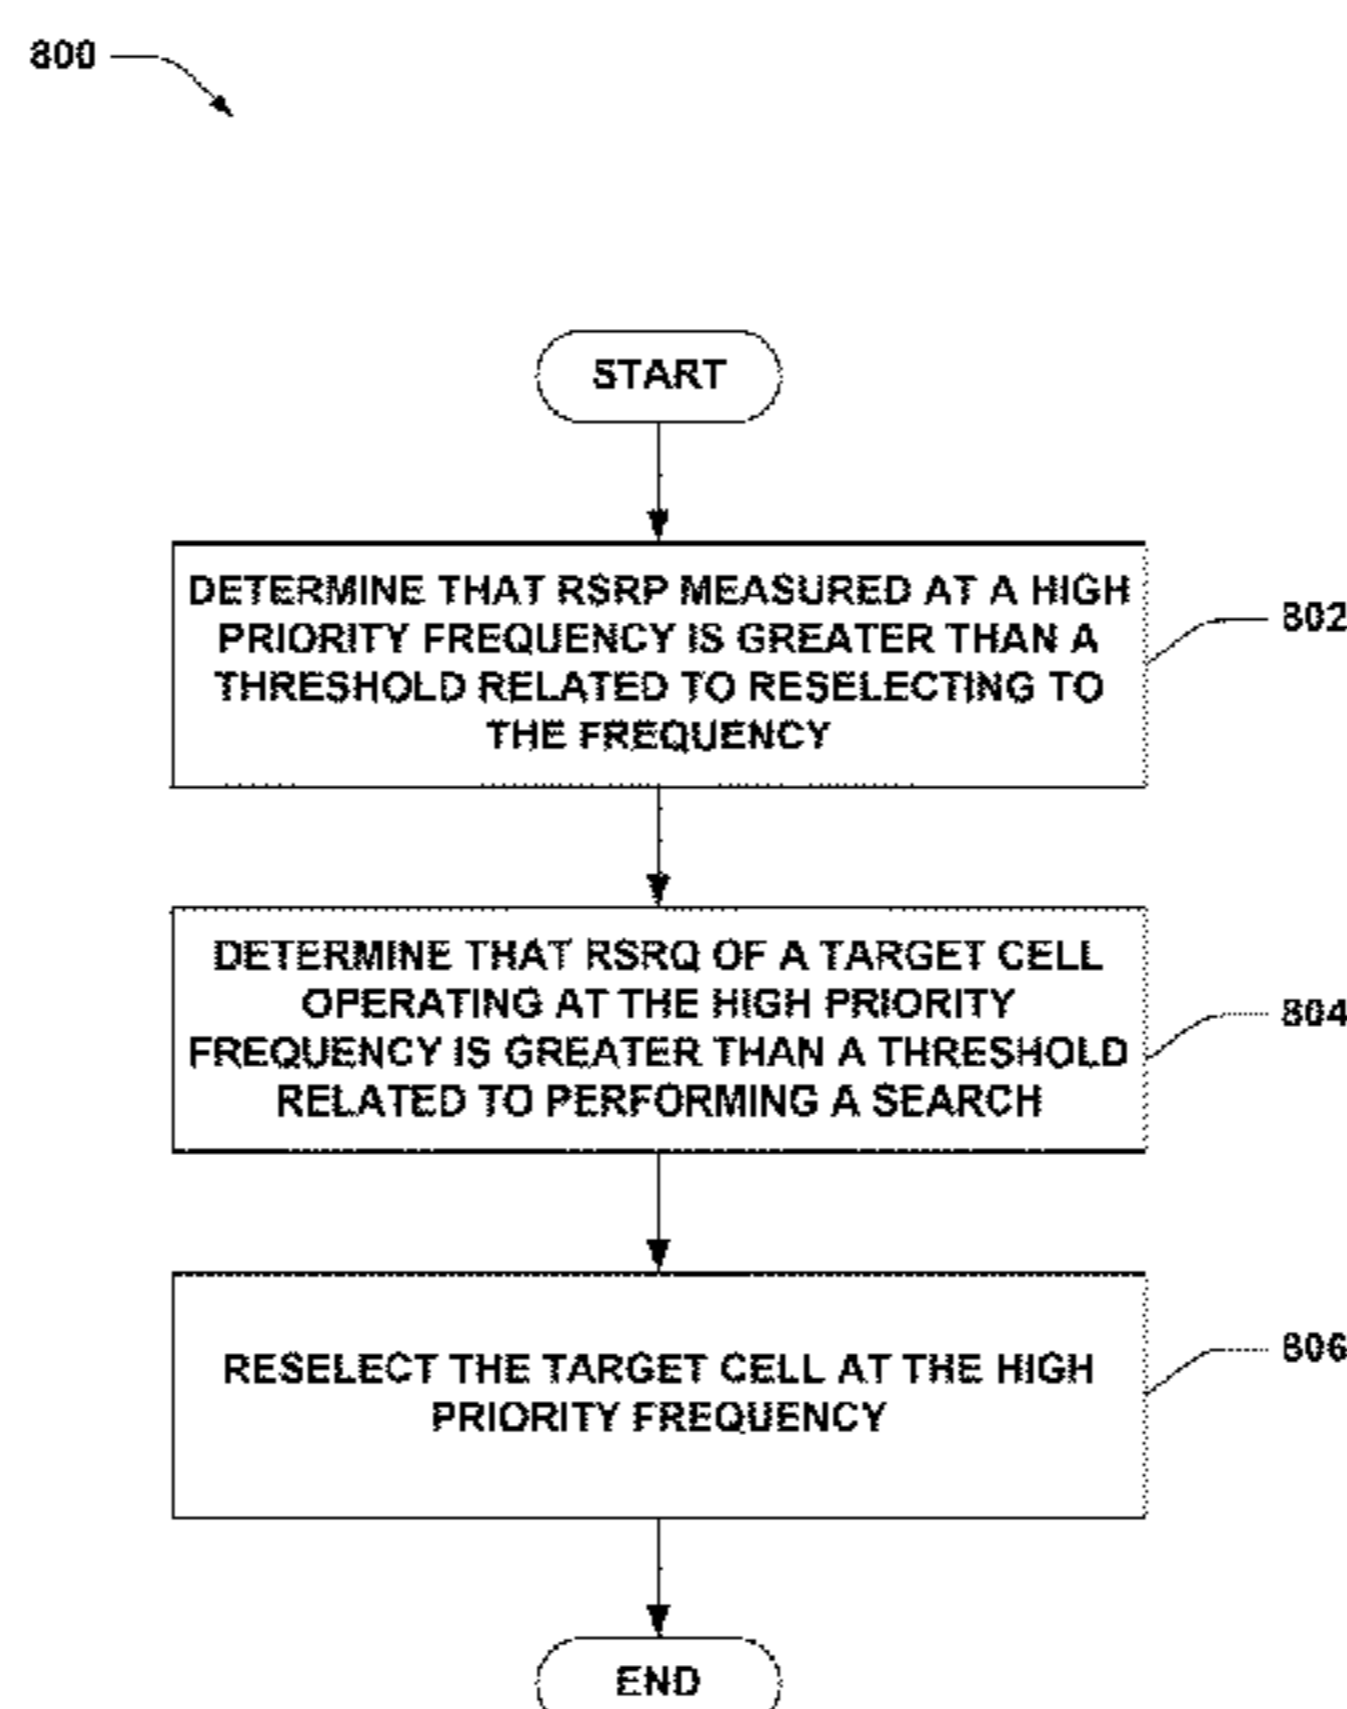 800
START
DETERMINE THAT RSRP MEASURED AT A HIGH
PRIORITY FREQUENCY IS GREATER THAN A
THRESHOLD RELATED TO RESELECTING TO
THE FREQUENCY
802
DETERMINE THAT RSRQ OF A TARGET CELL
OPERATING AT THE HIGH PRIORITY
FREQUENCY IS GREATER THAN A THRESHOLD
RELATED TO PERFORMING A SEARCH
804
RESELECT THE TARGET CELL AT THE HIGH
PRIORITY FREQUENCY
806
END